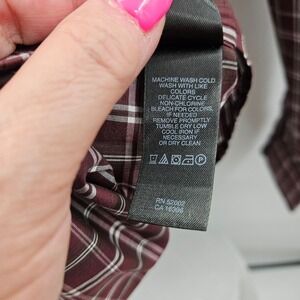 MACHINE WASH COLD
WASH WITH LIKE
COLORS
DELICATE CYCLE
NON-CHLORINE
BLEACH FOR COLORS,
IF NEEDED
REMOVE PROMPTLY
TUMBLE DRY LOW
COOL IRON IF
NECESSARY
OR DRY CLEAN
RN 52002
CA 16396